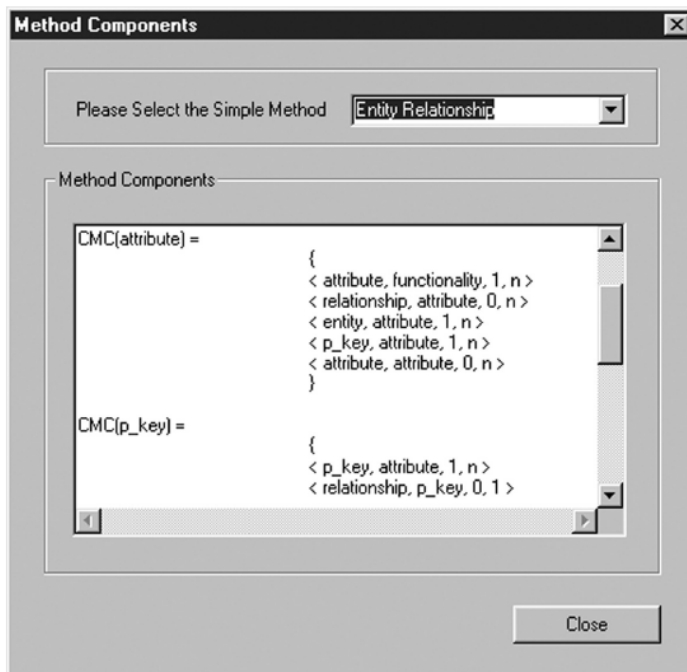 Method Components
Please Select the Simple Method Entity Relationship
Method Components
CMC(attribute) =
{
< attribute, functionality, 1, n >
< relationship, attribute, 0, n >
< entity, attribute, 1, n >
< p_key, attribute, 1, n >
< attribute, attribute, 0, n >
}
CMC(p_key) =
{
< p_key, attribute, 1, n >
< relationship, p_key, 0, 1 >
Close